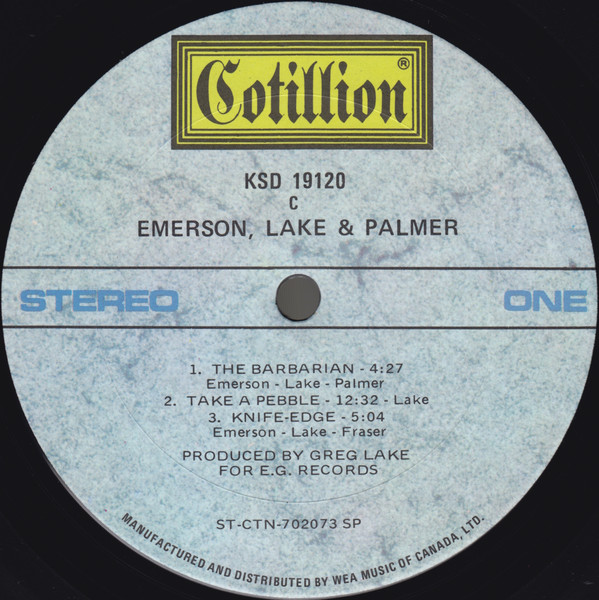 Cotillion®
KSD 19120
C
EMERSON, LAKE & PALMER
STEREO ONE
1. THE BARBARIAN - 4:27
Emerson - Lake - Palmer
2. TAKE A PEBBLE - 12:32 - Lake
3. KNIFE-EDGE - 5:04
Emerson - Lake - Fraser
PRODUCED BY GREG LAKE
FOR E.G. RECORDS
ST-CTN-702073 SP
MANUFACTURED AND DISTRIBUTED BY WEA MUSIC OF CANADA, LTD.